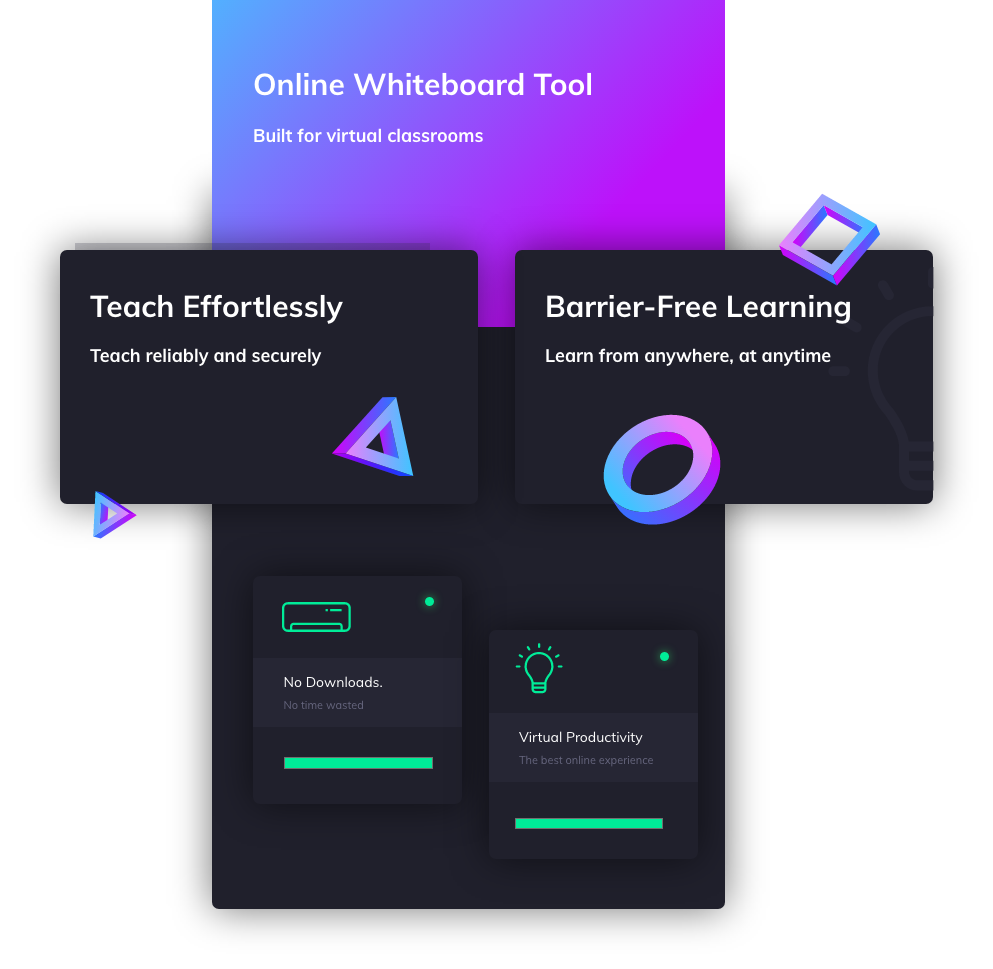 Online Whiteboard Tool
Built for virtual classrooms
Teach Effortlessly
Teach reliably and securely
Barrier-Free Learning
Learn from anywhere, at anytime
No Downloads.
No time wasted
Virtual Productivity
The best online experience